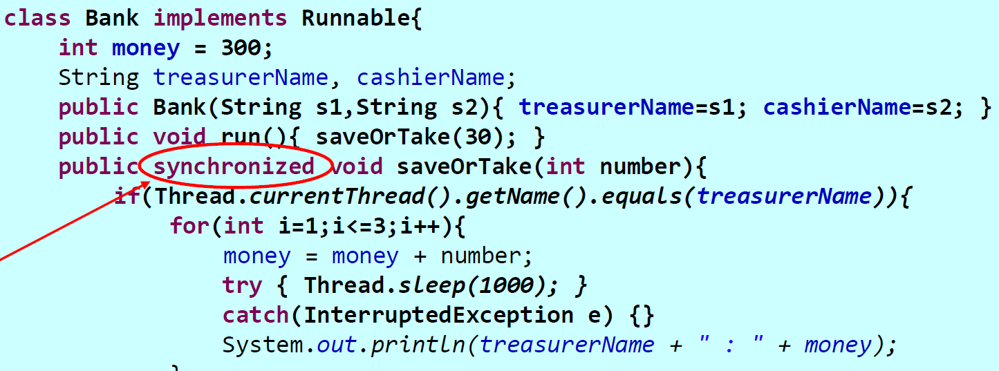 class Bank implements Runnable{
int money = 300;
String treasurerName, cashierName;
public Bank(String s1,String s2){ treasurerName=s1; cashierName=s2; }
public void run(){ saveOrTake(30); }
public synchronized void saveOrTake(int number){
if(Thread.currentThread().getName().equals(treasurerName)){
for(int i=1;i<=3;i++){
money = money + number;
try { Thread.sleep(1000); }
catch(InterruptedException e) {}
System.out.println(treasurerName + " : " + money);
}